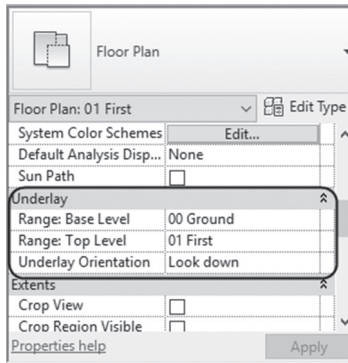 Floor Plan
Floor Plan: 01 First Edit Type
System Color Schemes Edit...
Default Analysis Disp... None
Sun Path
Underlay
Range: Base Level 00 Ground
Range: Top Level 01 First
Underlay Orientation Look down
Extents
Crop View
Crop Region Visible
Properties help Apply